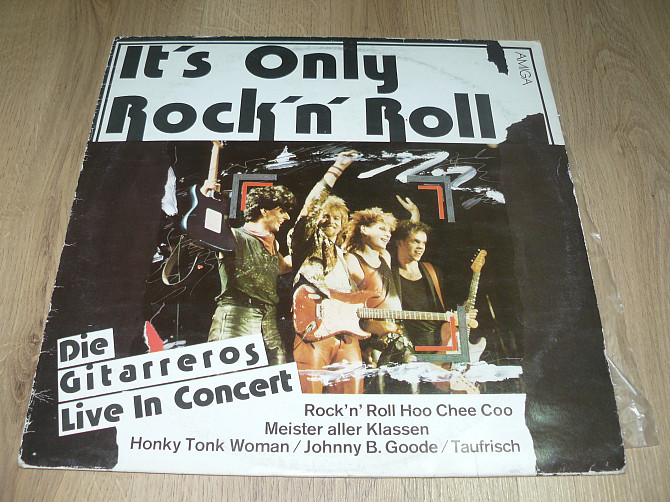 It's Only
Rock'n' Roll
AMIGA
Die
Gitarreros
Live In Concert
Rock'n' Roll Hoo Chee Coo
Meister aller Klassen
Honky Tonk Woman / Johnny B. Goode / Taufrisch